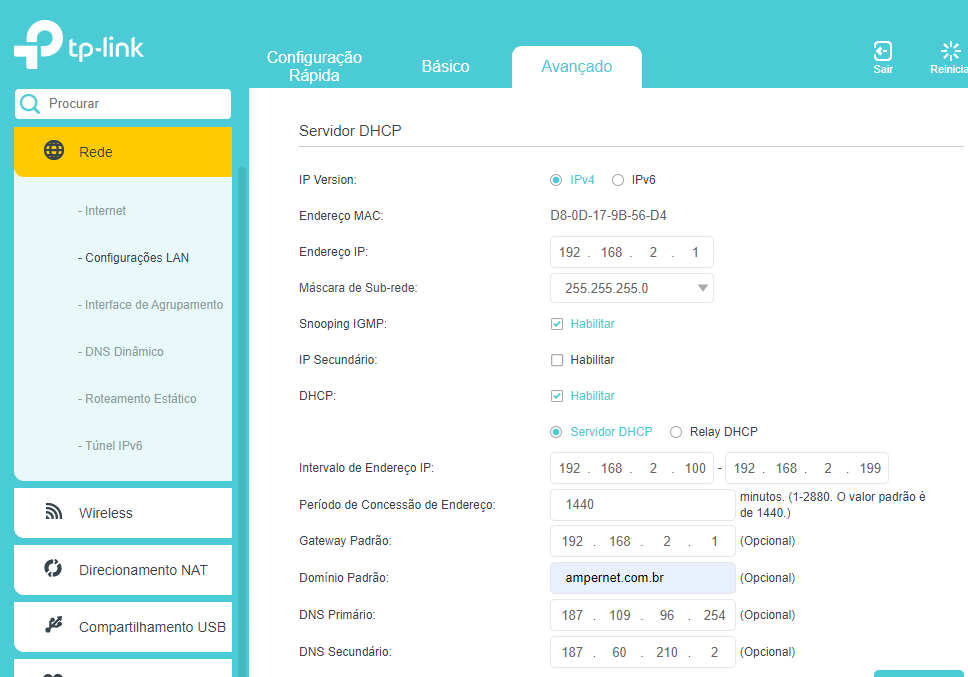 tp-link
Configuração
Rápida
Básico
Avançado
Sair
Reinicia
Procurar
Rede
- Internet
- Configurações LAN
- Interface de Agrupamento
- DNS Dinâmico
- Roteamento Estático
- Túnel IPv6
Wireless
Direcionamento NAT
Compartilhamento USB
Servidor DHCP
IP Version: IPv4 IPv6
Endereço MAC: D8-0D-17-9B-56-D4
Endereço IP: 192 . 168 . 2 . 1
Máscara de Sub-rede: 255.255.255.0
Snooping IGMP: Habilitar
IP Secundário: Habilitar
DHCP: Habilitar
Servidor DHCP Relay DHCP
Intervalo de Endereço IP: 192 . 168 . 2 . 100 - 192 . 168 . 2 . 199
Período de Concessão de Endereço: 1440 minutos. (1-2880. O valor padrão é
de 1440.)
Gateway Padrão: 192 . 168 . 2 . 1 (Opcional)
Domínio Padrão: ampernet.com.br (Opcional)
DNS Primário: 187 . 109 . 96 . 254 (Opcional)
DNS Secundário: 187 . 60 . 210 . 2 (Opcional)